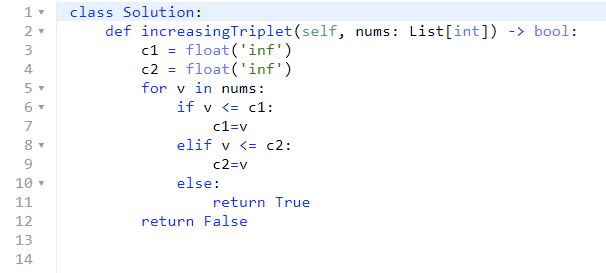 1 class Solution:
2     def increasingTriplet(self, nums: List[int]) -> bool:
3         c1 = float('inf')
4         c2 = float('inf')
5         for v in nums:
6             if v <= c1:
7                 c1=v
8             elif v <= c2:
9                 c2=v
10             else:
11                 return True
12         return False
13
14